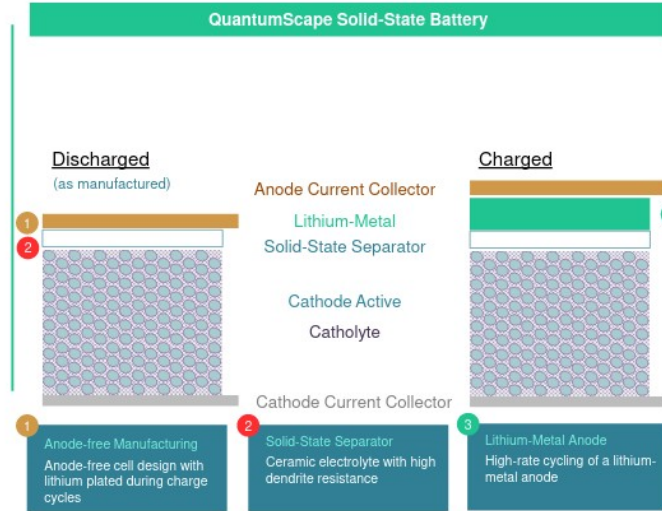 QuantumScape Solid-State Battery
Discharged
(as manufactured)
Charged
Anode Current Collector
1
Lithium-Metal
2
Solid-State Separator
Cathode Active
Catholyte
Cathode Current Collector
1
Anode-free Manufacturing
Anode-free cell design with
lithium plated during charge
cycles
2
Solid-State Separator
Ceramic electrolyte with high
dendrite resistance
3
Lithium-Metal Anode
High-rate cycling of a lithium-
metal anode